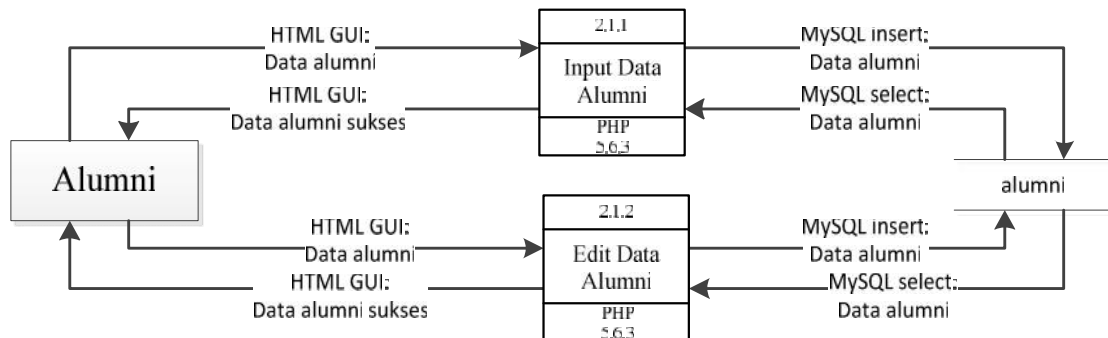 HTML GUI:
Data alumni
2.1.1
Input Data
Alumni
PHP
5.6.3
MySQL insert:
Data alumni
HTML GUI:
Data alumni sukses
MySQL select:
Data alumni
Alumni
alumni
HTML GUI:
Data alumni
2.1.2
Edit Data
Alumni
PHP
5.6.3
MySQL insert:
Data alumni
HTML GUI:
Data alumni sukses
MySQL select:
Data alumni